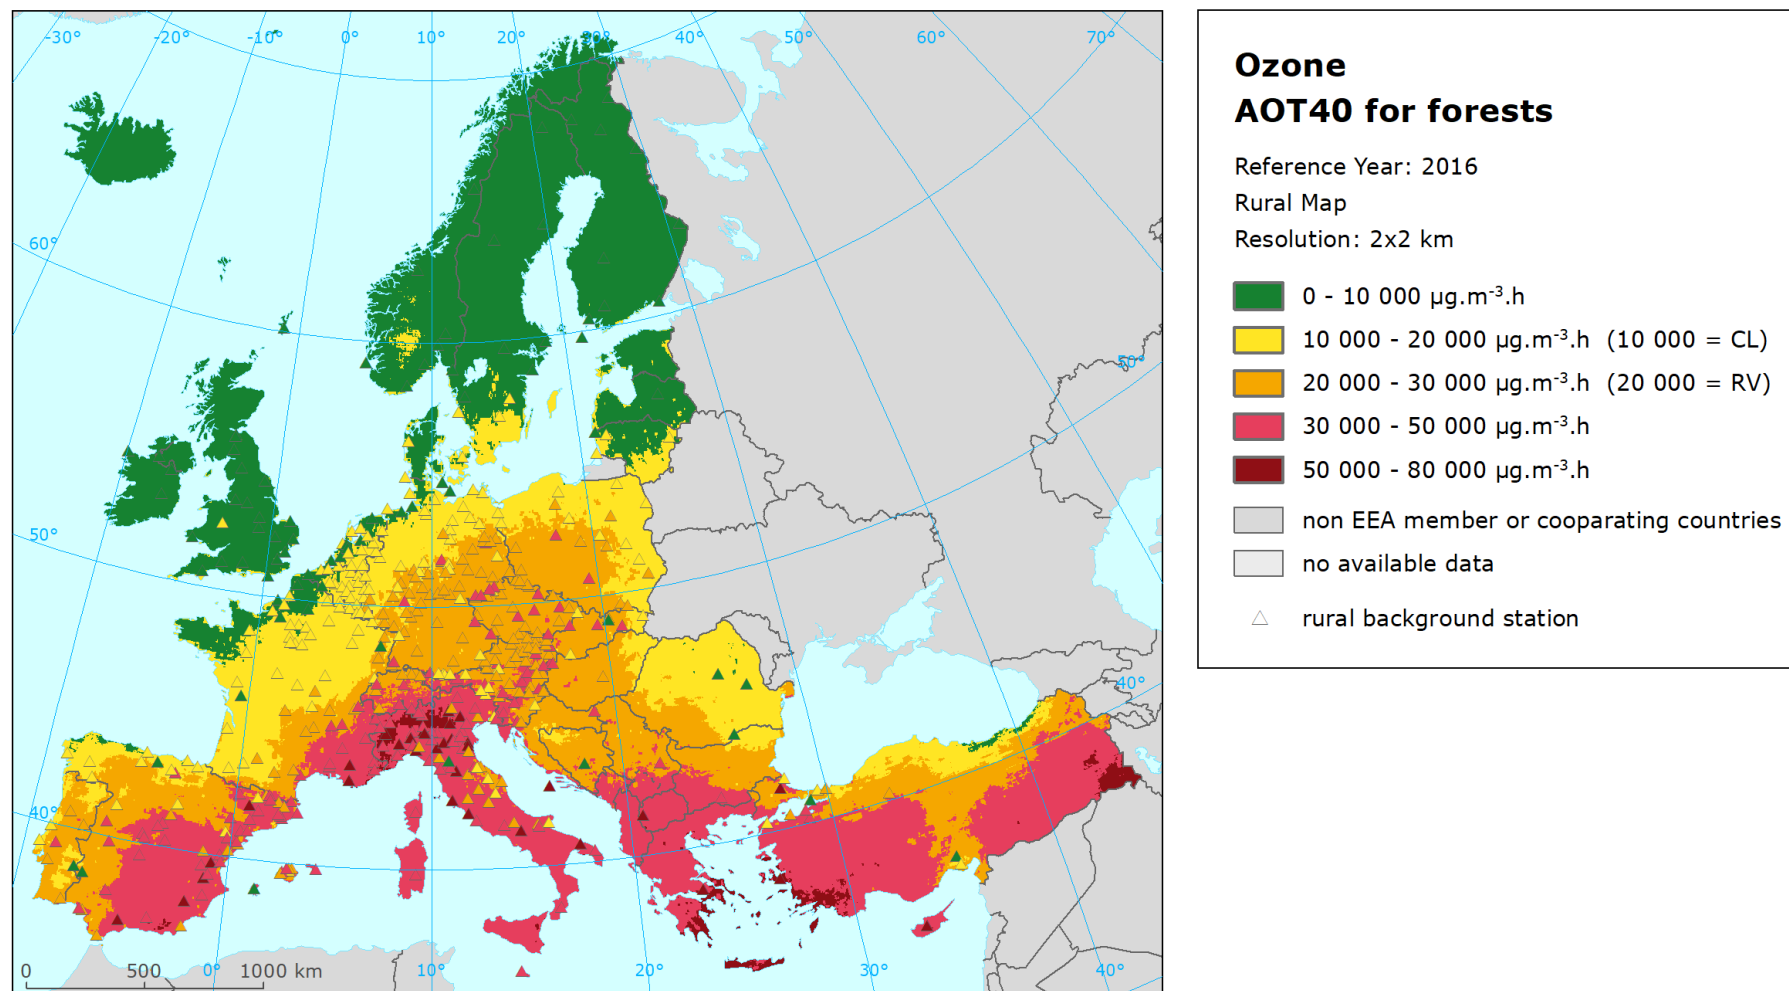 -30°
-20°
-10°
0°
10°
20°
30°
40°
50°
60°
70°
60°
50°
50°
40°
40°
0
500
0°
1000 km
10°
20°
30°
40°
Ozone
AOT40 for forests
Reference Year: 2016
Rural Map
Resolution: 2x2 km
0 - 10 000 µg.m-3.h
10 000 - 20 000 µg.m-3.h (10 000 = CL)
20 000 - 30 000 µg.m-3.h (20 000 = RV)
30 000 - 50 000 µg.m-3.h
50 000 - 80 000 µg.m-3.h
non EEA member or cooparating countries
no available data
rural background station